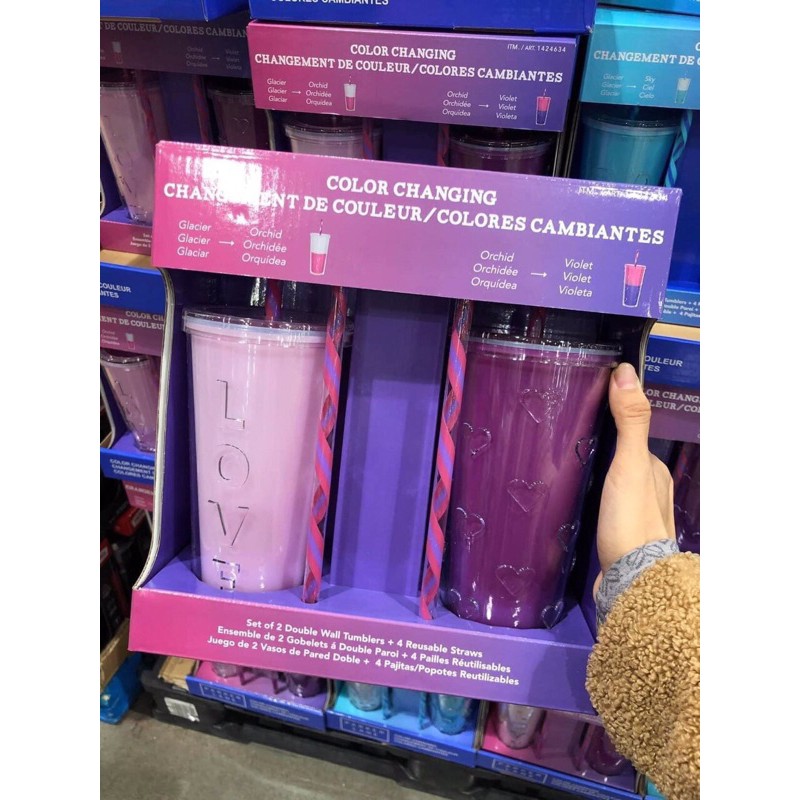 CAMBIANTES
COLOR CHANGING
ITM. / ART. 1424634
CHANGEMENT DE COULEUR/COLORES CAMBIANTES
Glacier
Glacier → Orchid
Glaciar
Orchidée
Orquídea
Orchid
Orchidée → Violet
Orquídea
Violet
Violeta
CHANGEMENT DE
Glacier
Glacier
Glaciar
Sky
Ciel
Cielo
COLOR CHANGING
CHANGEMENT DE COULEUR/COLORES CAMBIANTES
Glacier
Glacier →
Glaciar
Orchid
Orchidée
Orquídea
Orchid
Orchidée →
Orquídea
Violet
Violet
Violeta
LOVE
Set of 2 Double Wall Tumblers + 4 Reusable Straws
Ensemble de 2 Gobelets á Double Paroi + 4 Pailles Réutilisables
Juego de 2 Vasos de Pared Doble + 4 Pajitas/Popotes Reutilizables